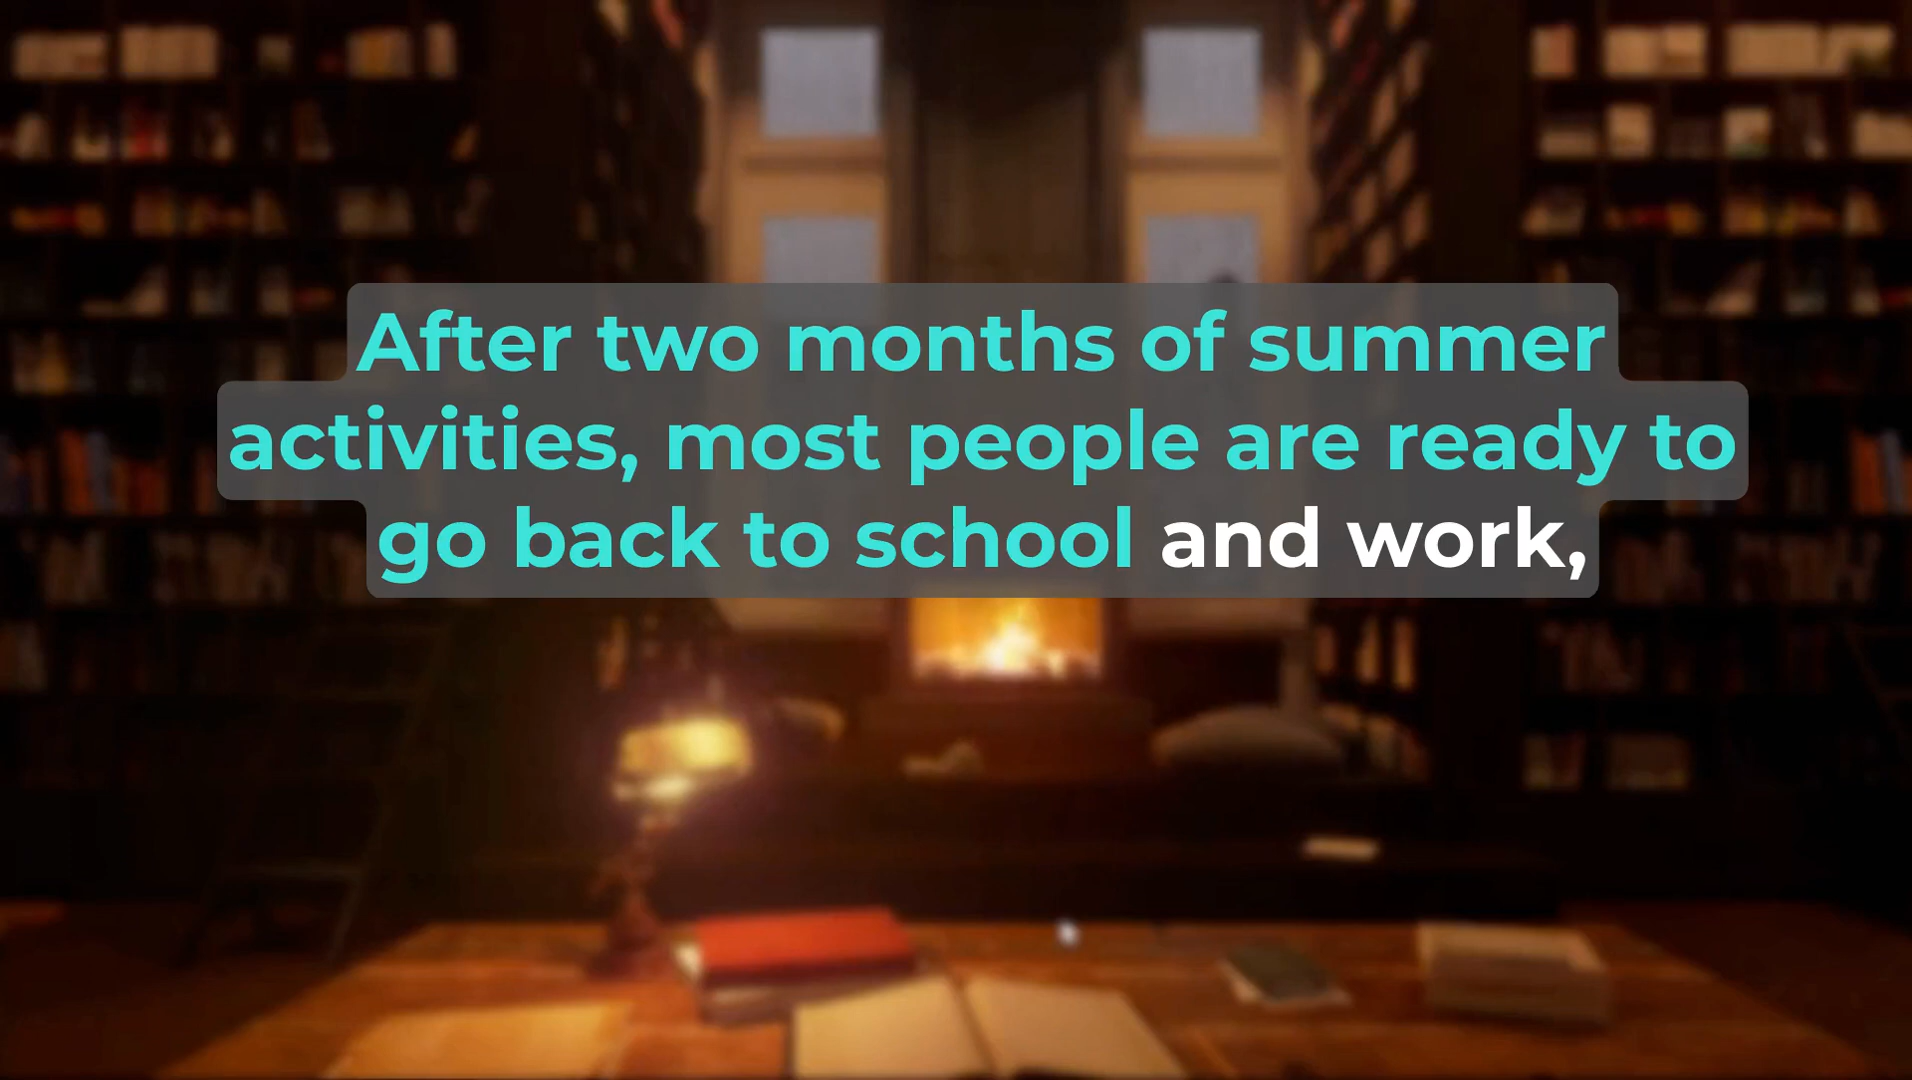 After two months of summer
activities, most people are ready to
go back to school and work,